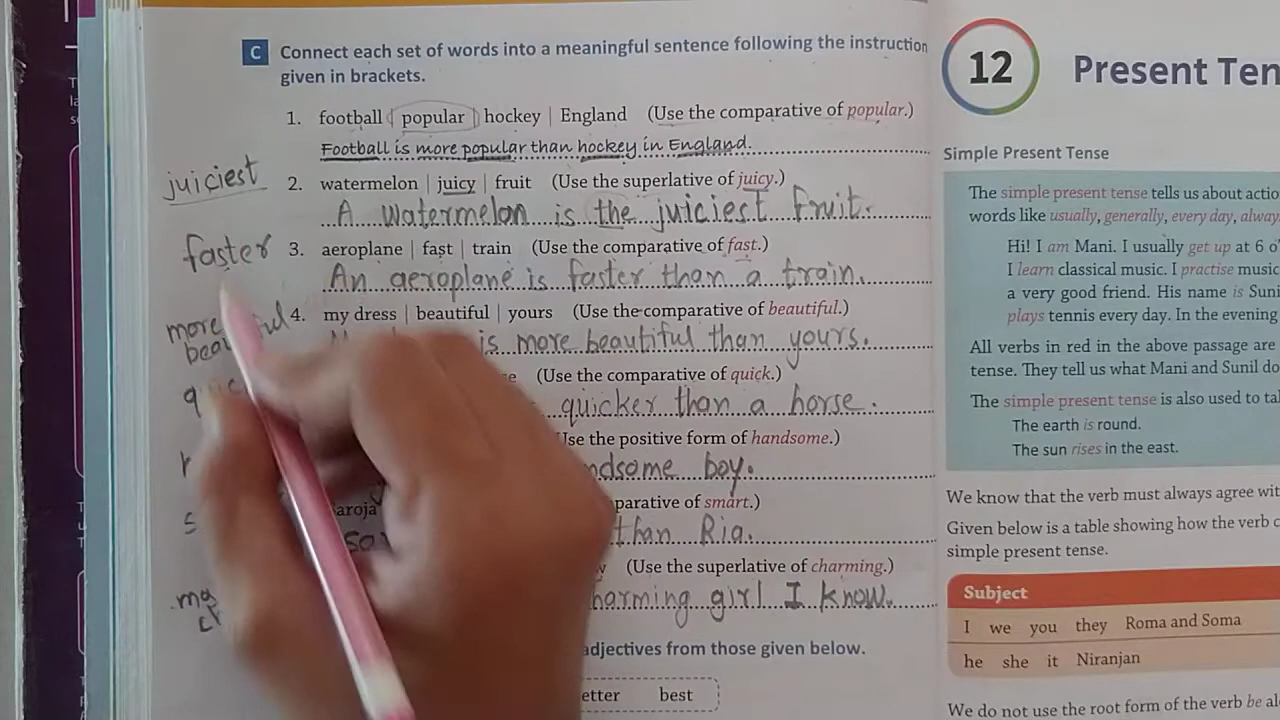 C Connect each set of words into a meaningful sentence following the instruction
given in brackets.
1. football | popular | hockey | England (Use the comparative of popular.)
Football is more popular than hockey in England.
juiciest
2. watermelon | juicy | fruit (Use the superlative of juicy.)
A Watermelon is the juiciest fruit.
faster
3. aeroplane | fast | train (Use the comparative of fast.)
An aeroplane is faster than a train.
more
4. my dress | beautiful | yours (Use the comparative of beautiful.)
is more beautiful than yours.
(Use the comparative of quick.)
quicker than a horse.
Use the positive form of handsome.)
boy.
aroja
of smart.)
than Ria.
(Use the superlative of charming.)
girl I know.
adjectives from those given below.
etter best
12 Present Ten
Simple Present Tense
The simple present tense tells us about actio
words like usually, generally, every day, alway
Hi! I am Mani. I usually get up at 6 o
I learn classical music. I practise music
a very good friend. His name is Suni
plays tennis every day. In the evening
All verbs in red in the above passage are
tense. They tell us what Mani and Sunil do
The simple present tense is also used to tal
The earth is round.
The sun rises in the east.
We know that the verb must always agree wit
Given below is a table showing how the verb c
simple present tense.
Subject
I we you they Roma and Soma
he she it Niranjan
We do not use the root form of the verb be al